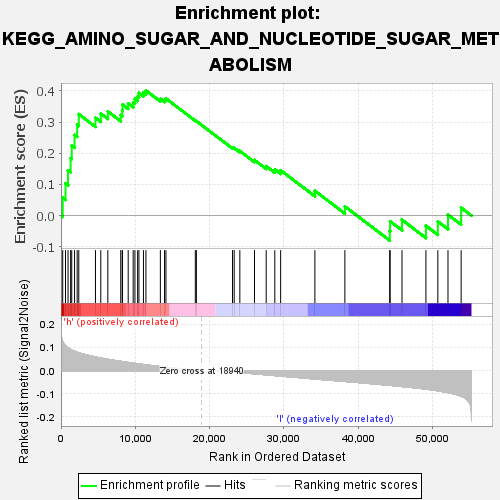 Enrichment plot:
KEGG_AMINO_SUGAR_AND_NUCLEOTIDE_SUGAR_MET
ABOLISM
Enrichment score (ES)
0.4
0.3
0.2
0.1
0.0
-0.1
Ranked list metric (Signal2Noise)
'h' (positively correlated)
0.2
0.1
0.0
-0.1
-0.2
Zero cross at 18940
'l' (negatively correlated)
0
10,000
20,000
30,000
40,000
50,000
Rank in Ordered Dataset
Enrichment profile
Hits
Ranking metric scores